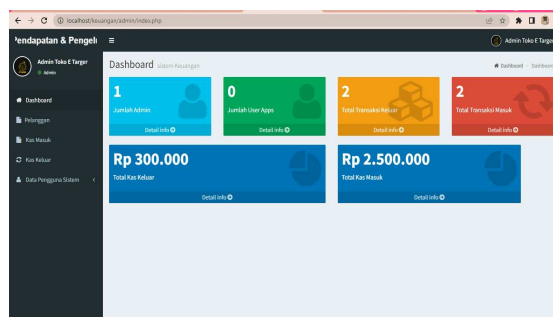 localhost/keuangan/admin/index.php
Pendapatan & Pengelu
Admin Toko E Targer
Admin Toko E Targer
Admin
Dashboard
Pelanggan
Kas Masuk
Kas Keluar
Data Pengguna Sistem
Dashboard sistem Keuangan
Dashboard > Dashboard
1
Jumlah Admin
Detail info
0
Jumlah User Apps
Detail info
2
Total Transaksi Keluar
Detail info
2
Total Transaksi Masuk
Detail info
Rp 300.000
Total Kas Keluar
Detail info
Rp 2.500.000
Total Kas Masuk
Detail info